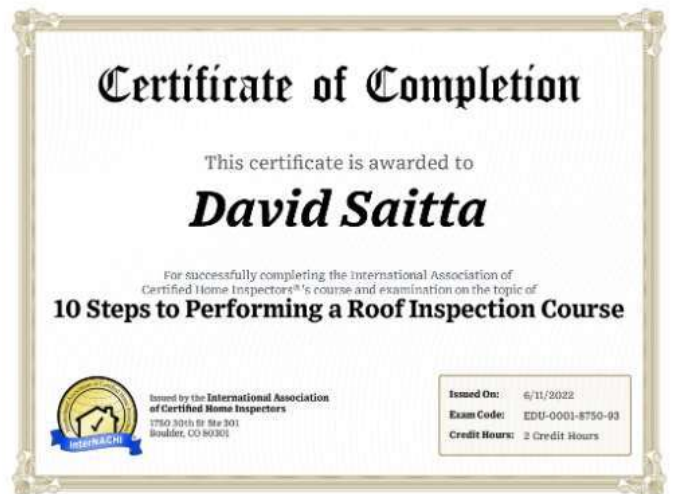 Certificate of Completion
This certificate is awarded to
David Saitta
For successfully completing the International Association of
Certified Home Inspectors®'s course and examination on the topic of
10 Steps to Performing a Roof Inspection Course
Issued by the International Association
of Certified Home Inspectors
1750 30th St Ste 301
Boulder, CO 80301
InterNACHI
Issued On: 6/11/2022
Exam Code: EDU-0001-8750-93
Credit Hours: 2 Credit Hours